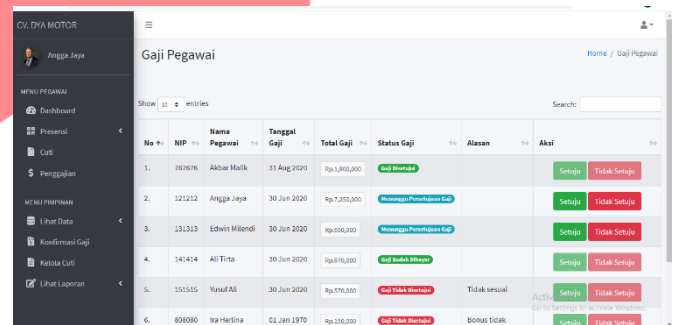 CV. DYA MOTOR
Angga Jaya
MENU PEGAWAI
Dashboard
Presensi
Cuti
Penggajian
MENU PIMPINAN
Lihat Data
Konfirmasi Gaji
Kelola Cuti
Lihat Laporan
Gaji Pegawai
Home / Gaji Pegawai
Show 10 entries
Search:
No NIP Nama Pegawai Tanggal Gaji Total Gaji Status Gaji Alasan Aksi
1. 767676 Akbar Malik 31 Aug 2020 Rp.1,800,000 Gaji Disetujui Setuju Tidak Setuju
2. 121212 Angga Jaya 30 Jun 2020 Rp.7,250,000 Menunggu Persetujuan Gaji Setuju Tidak Setuju
3. 131313 Edwin Milendi 30 Jun 2020 Rp.650,000 Menunggu Persetujuan Gaji Setuju Tidak Setuju
4. 141414 Ali Tirta 30 Jun 2020 Rp.970,000 Gaji Sudah Dibayar Setuju Tidak Setuju
5. 151515 Yusuf Ali 30 Jun 2020 Rp.570,000 Gaji Tidak Disetujui Tidak sesuai Setuju Tidak Setuju
6. 808080 Ira Herlina 01 Jan 1970 Rp.150,000 Gaji Tidak Disetujui Bonus tidak Setuju Tidak Setuju
Go to Settings to activate Windows.